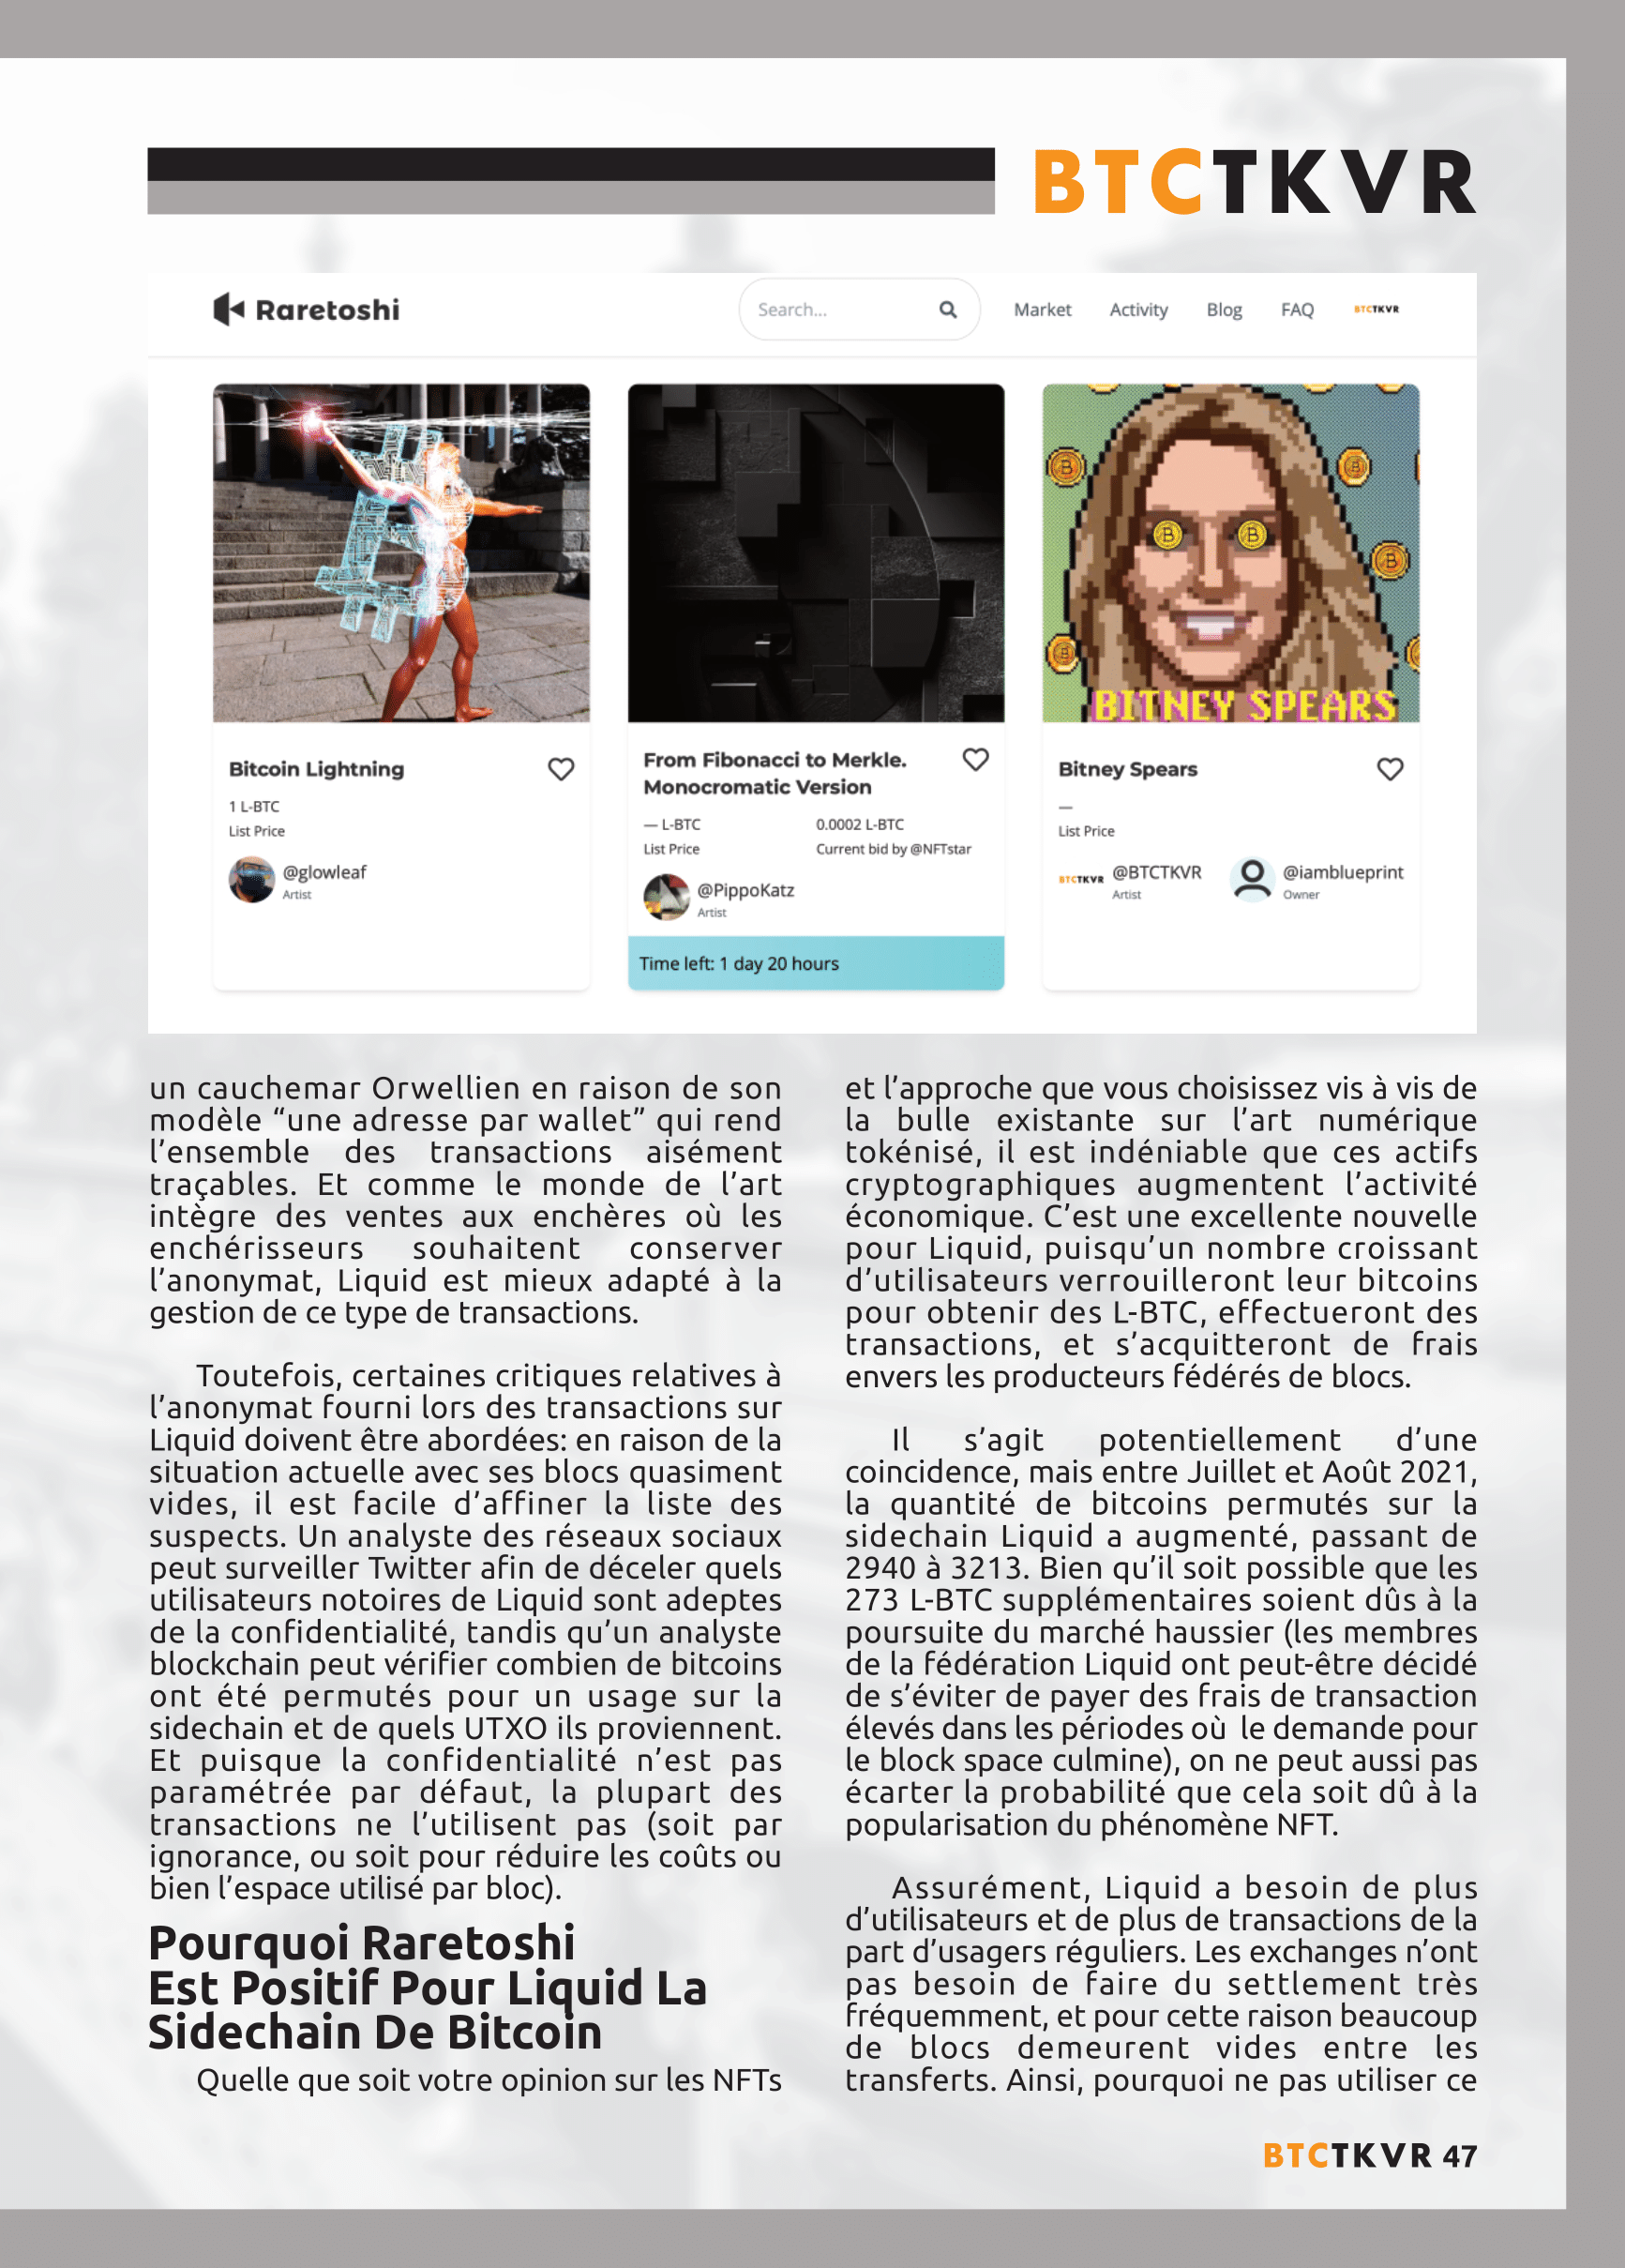 BTCTKVR
Raretoshi
Search...
Market
Activity
Blog
FAQ
BTCTKVR
BITNEY SPEARS
Bitcoin Lightning
1 L-BTC
List Price
@glowleaf
Artist
From Fibonacci to Merkle.
Monocromatic Version
— L-BTC
0.0002 L-BTC
List Price
Current bid by @NFTstar
@PippoKatz
Artist
Time left: 1 day 20 hours
Bitney Spears
—
List Price
BTCTKVR
@BTCTKVR
Artist
@iamblueprint
Owner
un cauchemar Orwellien en raison de son
modèle “une adresse par wallet” qui rend
l’ensemble des transactions aisément
traçables. Et comme le monde de l’art
intègre des ventes aux enchères où les
enchérisseurs souhaitent conserver
l’anonymat, Liquid est mieux adapté à la
gestion de ce type de transactions.
Toutefois, certaines critiques relatives à
l’anonymat fourni lors des transactions sur
Liquid doivent être abordées: en raison de la
situation actuelle avec ses blocs quasiment
vides, il est facile d’affiner la liste des
suspects. Un analyste des réseaux sociaux
peut surveiller Twitter afin de déceler quels
utilisateurs notoires de Liquid sont adeptes
de la confidentialité, tandis qu’un analyste
blockchain peut vérifier combien de bitcoins
ont été permutés pour un usage sur la
sidechain et de quels UTXO ils proviennent.
Et puisque la confidentialité n’est pas
paramétrée par défaut, la plupart des
transactions ne l’utilisent pas (soit par
ignorance, ou soit pour réduire les coûts ou
bien l’espace utilisé par bloc).
Pourquoi Raretoshi
Est Positif Pour Liquid La
Sidechain De Bitcoin
Quelle que soit votre opinion sur les NFTs
et l’approche que vous choisissez vis à vis de
la bulle existante sur l’art numérique
tokénisé, il est indéniable que ces actifs
cryptographiques augmentent l’activité
économique. C’est une excellente nouvelle
pour Liquid, puisqu’un nombre croissant
d’utilisateurs verrouilleront leur bitcoins
pour obtenir des L-BTC, effectueront des
transactions, et s’acquitteront de frais
envers les producteurs fédérés de blocs.
Il s’agit potentiellement d’une
coincidence, mais entre Juillet et Août 2021,
la quantité de bitcoins permutés sur la
sidechain Liquid a augmenté, passant de
2940 à 3213. Bien qu’il soit possible que les
273 L-BTC supplémentaires soient dûs à la
poursuite du marché haussier (les membres
de la fédération Liquid ont peut-être décidé
de s’éviter de payer des frais de transaction
élevés dans les périodes où le demande pour
le block space culmine), on ne peut aussi pas
écarter la probabilité que cela soit dû à la
popularisation du phénomène NFT.
Assurément, Liquid a besoin de plus
d’utilisateurs et de plus de transactions de la
part d’usagers réguliers. Les exchanges n’ont
pas besoin de faire du settlement très
fréquemment, et pour cette raison beaucoup
de blocs demeurent vides entre les
transferts. Ainsi, pourquoi ne pas utiliser ce
BTCTKVR 47